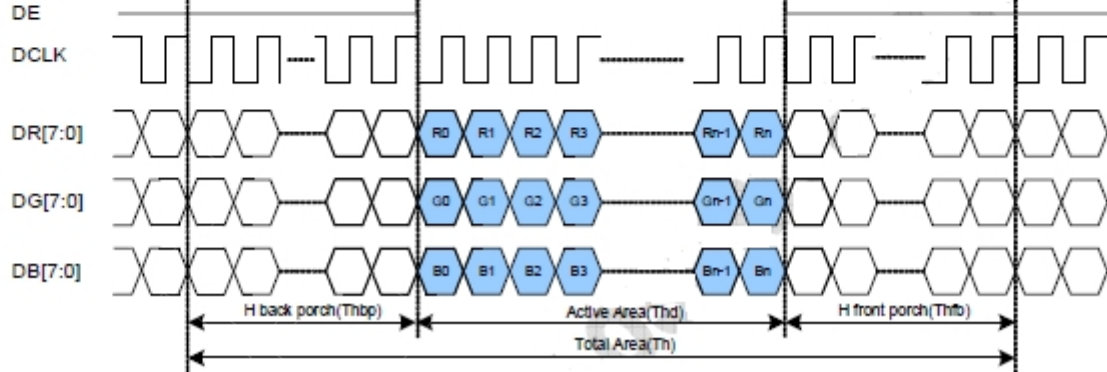 DE
DCLK
DR[7:0] R0 R1 R2 R3 Rn-1 Rn
DG[7:0] G0 G1 G2 G3 Gn-1 Gn
DB[7:0] B0 B1 B2 B3 Bn-1 Bn
H back porch(Thbp) Active Area(Thd) H front porch(Thfb)
Total Area(Th)